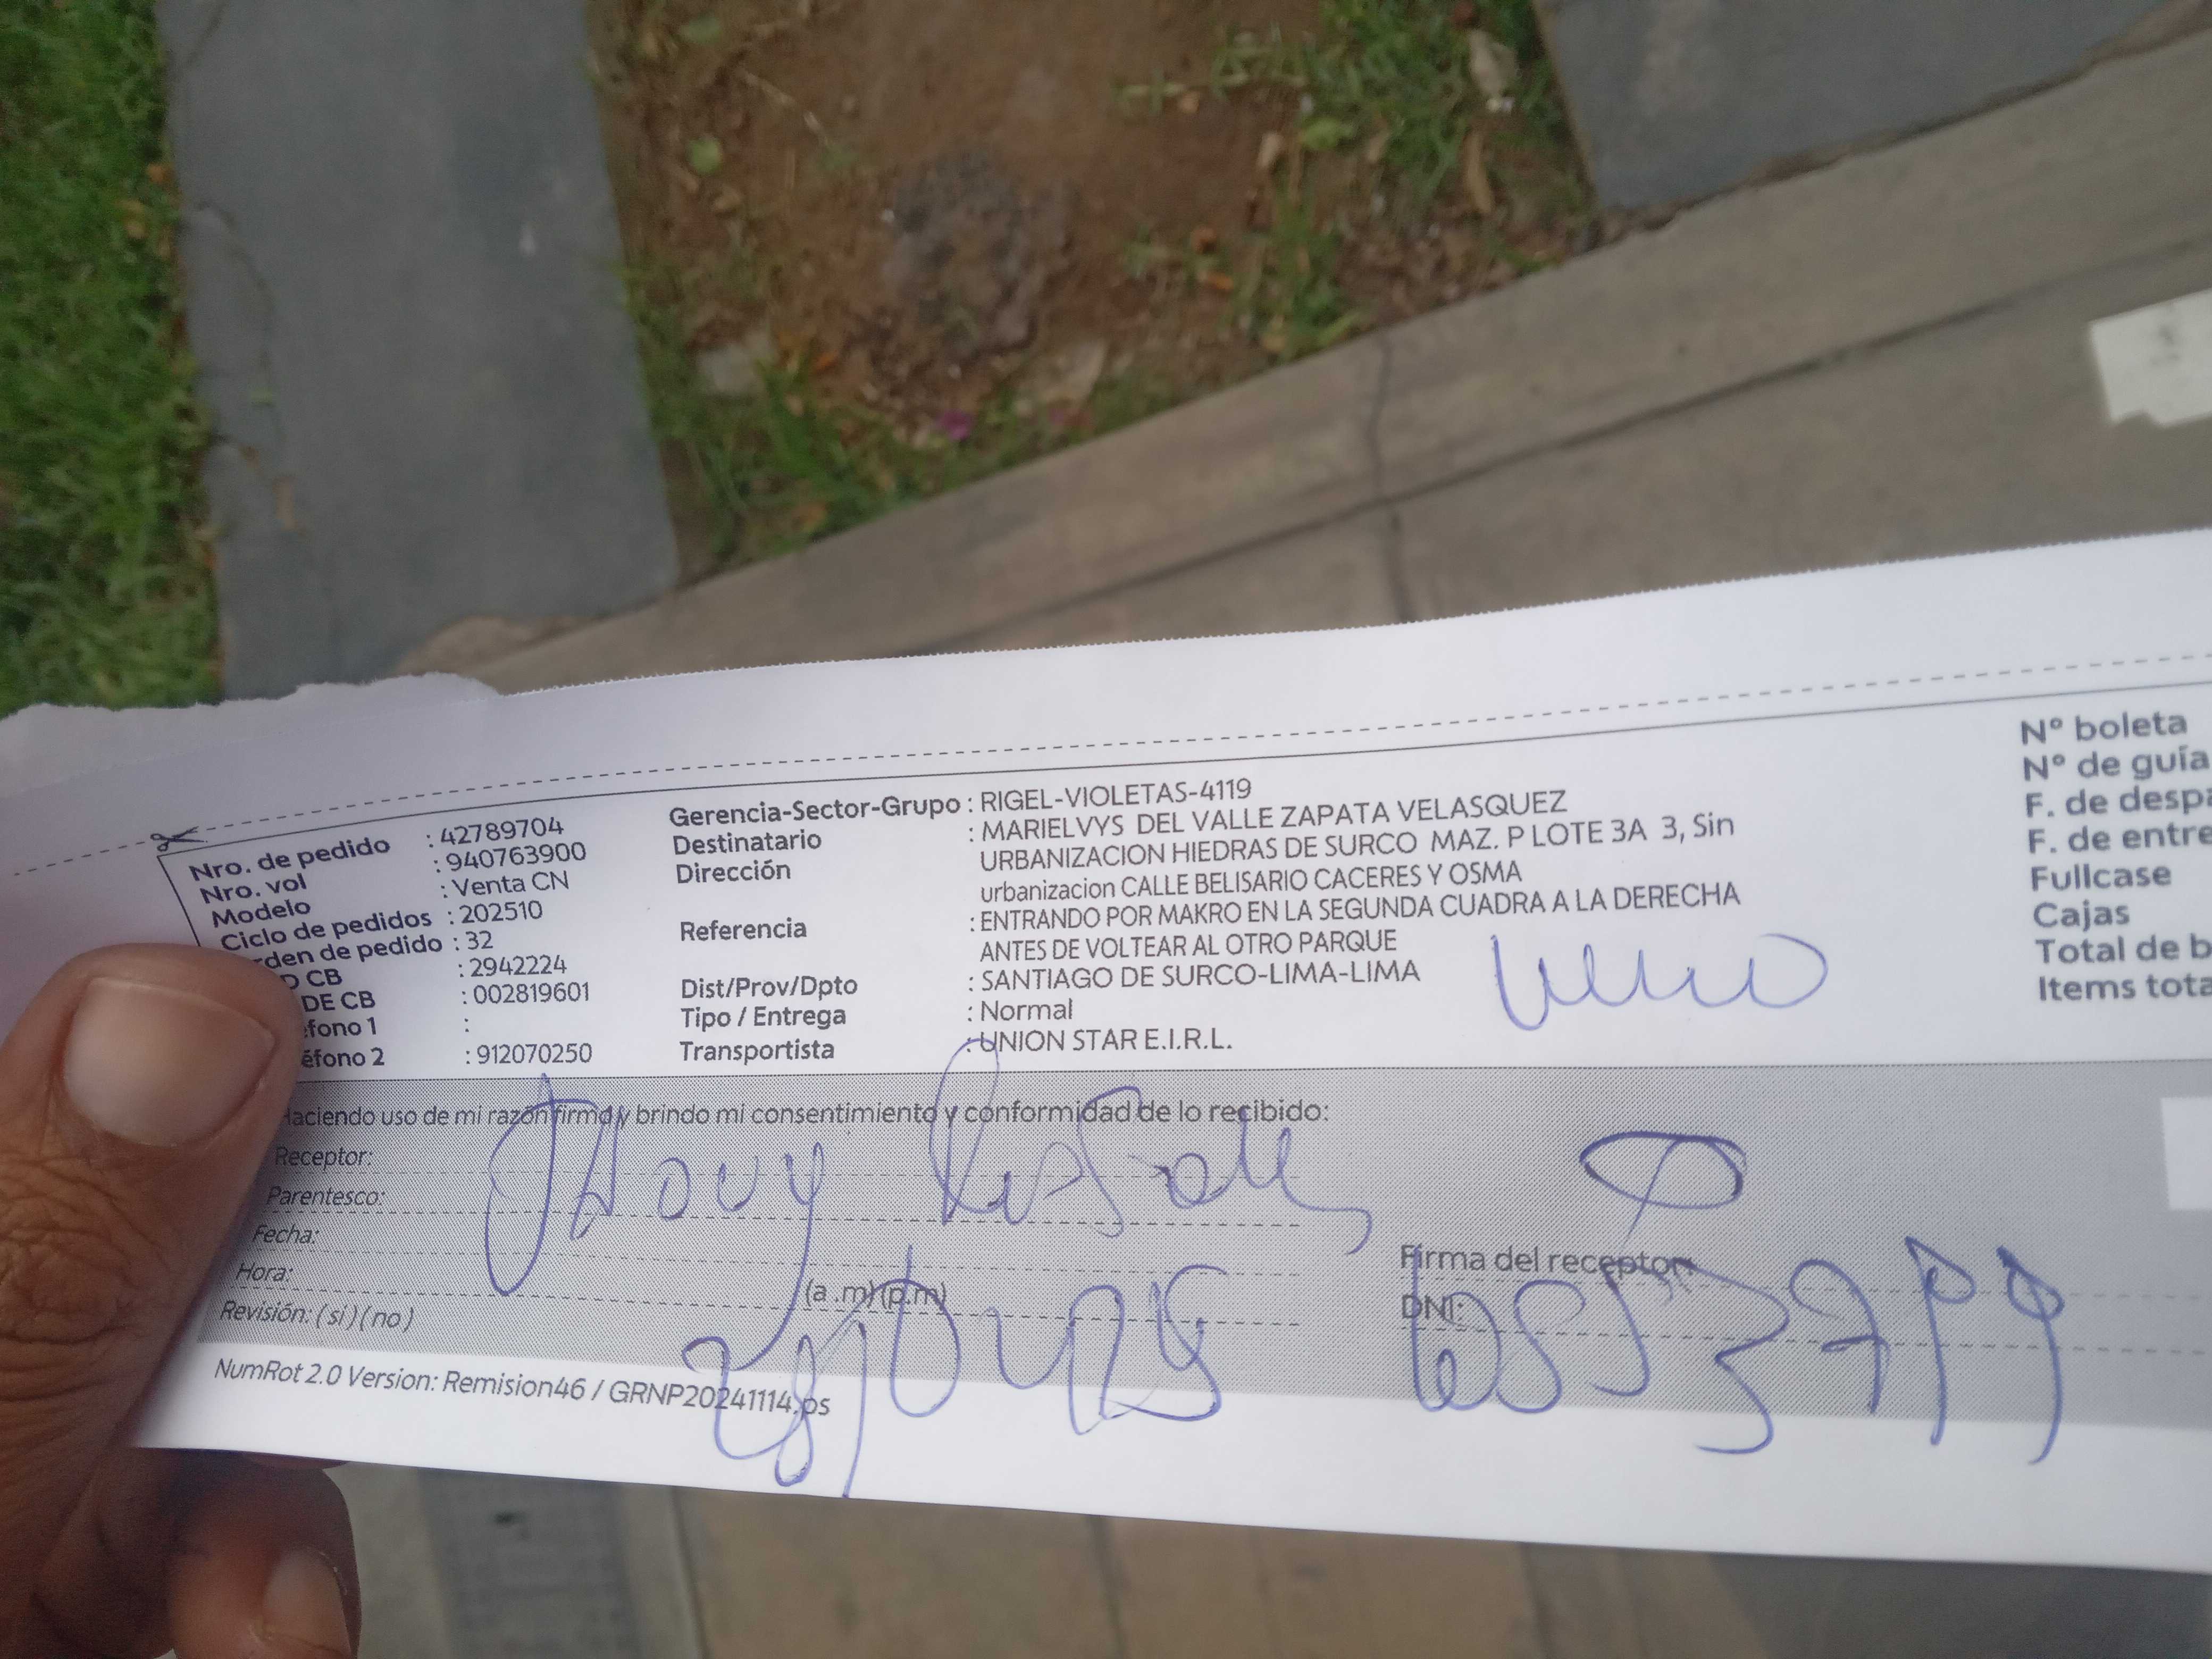 Nro. de pedido : 42789704
Nro. vol : 940763900
Modelo : Venta CN
Ciclo de pedidos : 202510
rden de pedido : 32
D CB : 2942224
DE CB : 002819601
éfono 1 :
éfono 2 : 912070250
Gerencia-Sector-Grupo : RIGEL-VIOLETAS-4119
Destinatario : MARIELVYS DEL VALLE ZAPATA VELASQUEZ
Dirección URBANIZACION HIEDRAS DE SURCO MAZ. P LOTE 3A 3, Sin
urbanizacion CALLE BELISARIO CACERES Y OSMA
Referencia : ENTRANDO POR MAKRO EN LA SEGUNDA CUADRA A LA DERECHA
ANTES DE VOLTEAR AL OTRO PARQUE
Dist/Prov/Dpto : SANTIAGO DE SURCO-LIMA-LIMA
Tipo / Entrega : Normal
Transportista : UNION STAR E.I.R.L.
Nº boleta
Nº de guía
F. de despa
F. de entre
Fullcase
Cajas
Total de b
Items tota
Haciendo uso de mi razón firmo y brindo mi consentimiento y conformidad de lo recibido:
Receptor:
Parentesco:
Fecha:
Hora: (a .m) (p.m)
Revisión: ( si ) ( no )
Firma del receptor:
DNI:
NumRot 2.0 Version: Remision46 / GRNP20241114.ps